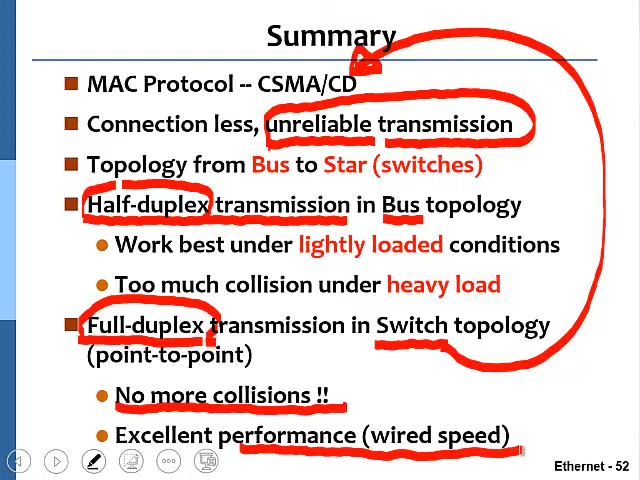 Summary
MAC Protocol -- CSMA/CD
Connection less, unreliable transmission
Topology from Bus to Star (switches)
Half-duplex transmission in Bus topology
Work best under lightly loaded conditions
Too much collision under heavy load
Full-duplex transmission in Switch topology
(point-to-point)
No more collisions !!
Excellent performance (wired speed)
Ethernet - 52